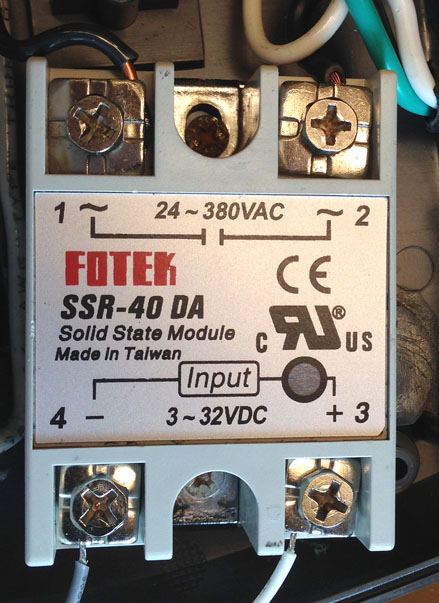 1 ~ 24~380VAC ~ 2
FOTEK
CE
SSR-40 DA
Solid State Module
Made in Taiwan
C RU® US
Input
4 − 3~32VDC + 3